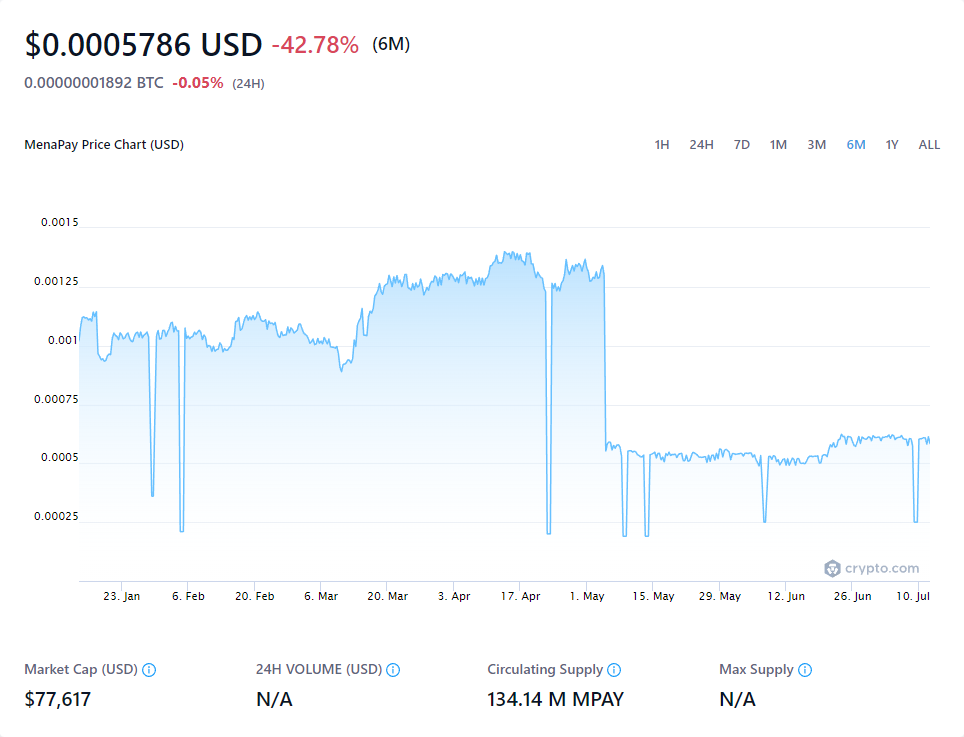 $0.0005786 USD -42.78% (6M)
0.00000001892 BTC -0.05% (24H)
MenaPay Price Chart (USD) 1H 24H 7D 1M 3M 6M 1Y ALL
0.0015
0.00125
0.001
0.00075
0.0005
0.00025
crypto.com
23. Jan 6. Feb 20. Feb 6. Mar 20. Mar 3. Apr 17. Apr 1. May 15. May 29. May 12. Jun 26. Jun 10. Jul
Market Cap (USD) 24H VOLUME (USD) Circulating Supply Max Supply
$77,617 N/A 134.14 M MPAY N/A